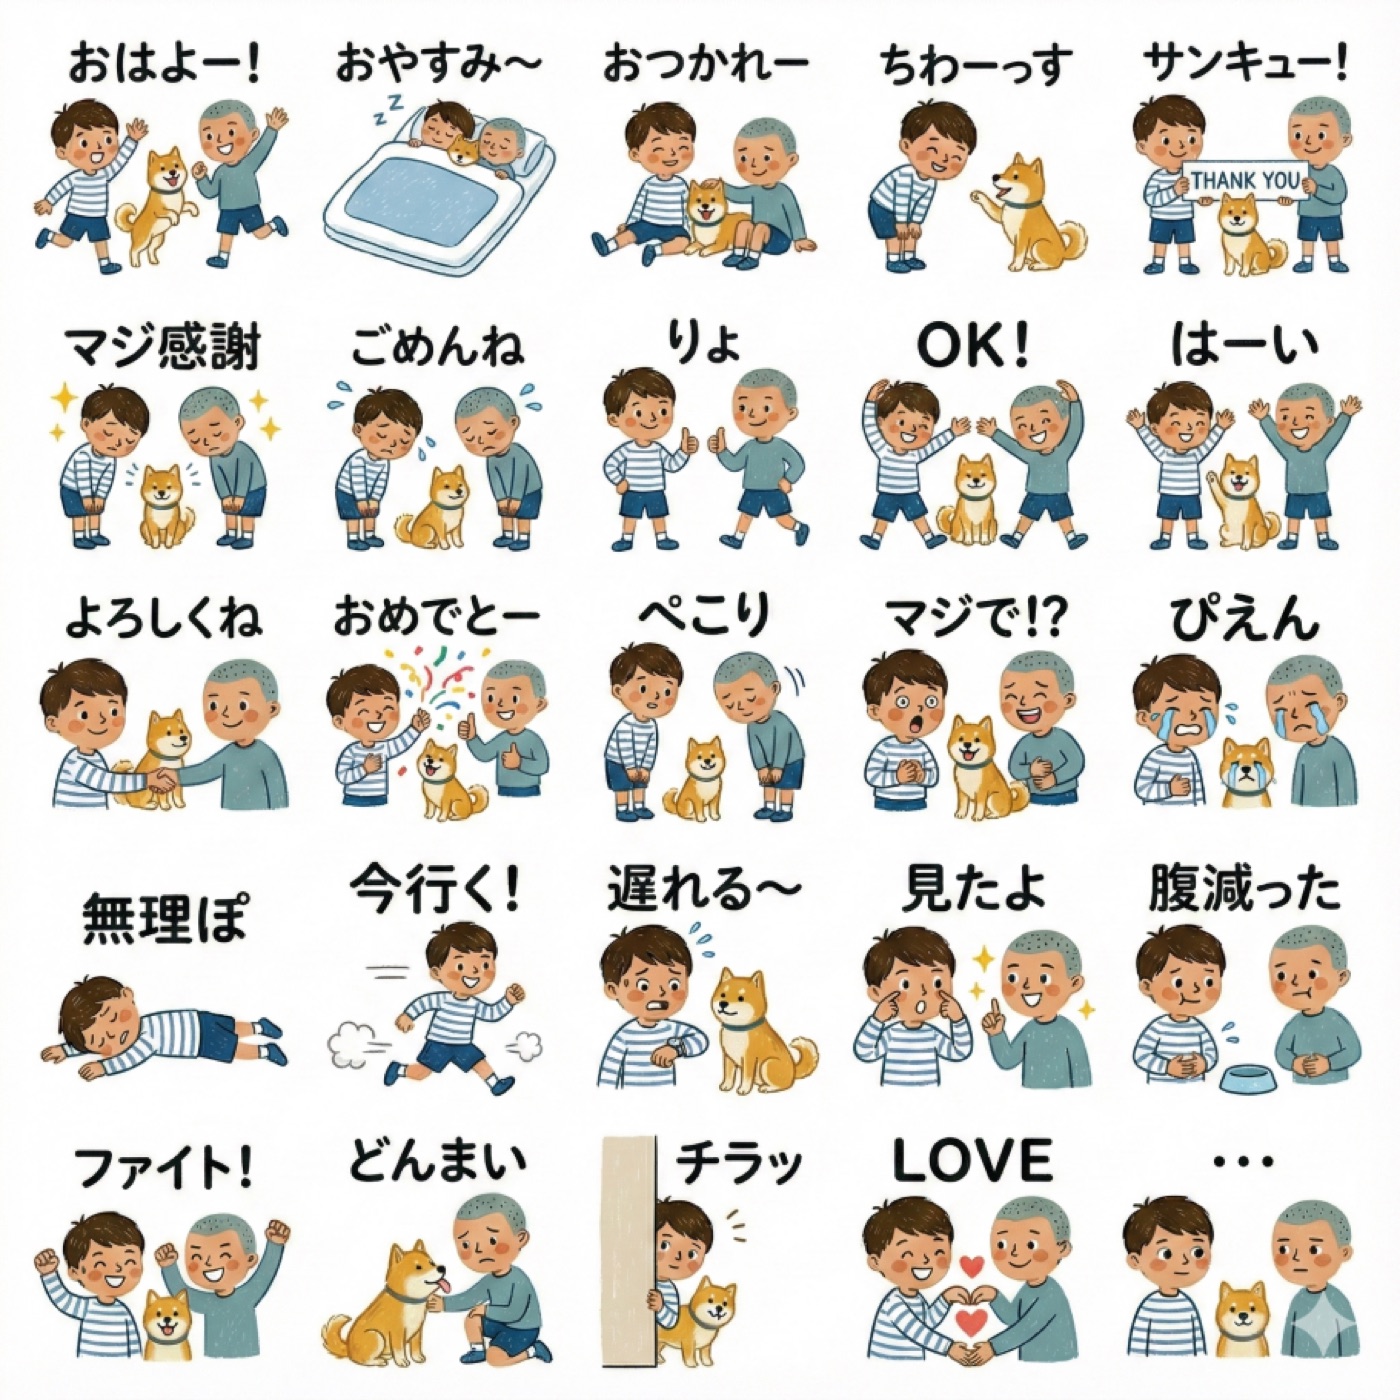 おはよー!
おやすみ～
おつかれー
ちわーっす
サンキュー!
THANK YOU
マジ感謝
ごめんね
りょ
OK!
はーい
よろしくね
おめでとー
ぺこり
マジで!?
ぴえん
無理ぽ
今行く!
遅れる～
見たよ
腹減った
ファイト!
どんまい
チラッ
LOVE
...